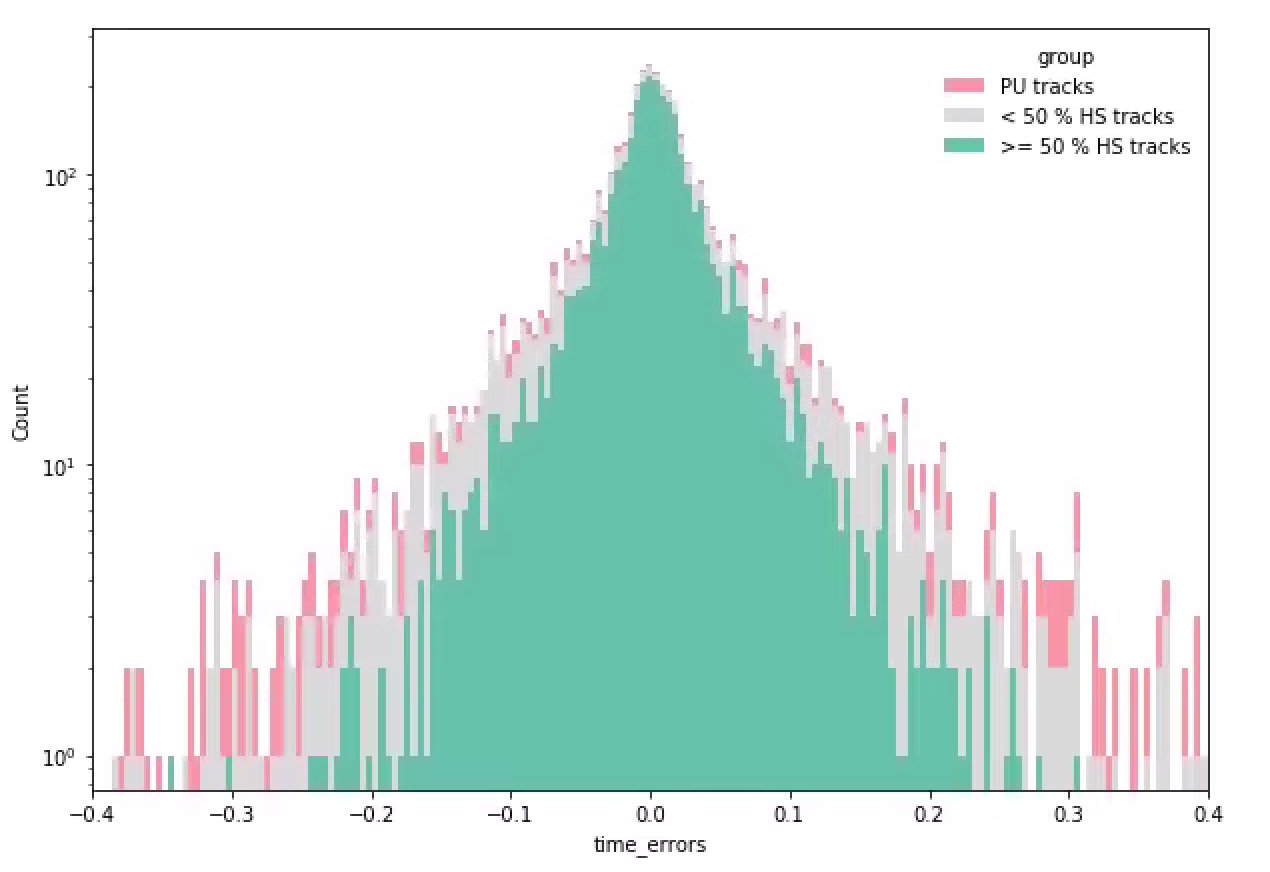 group
PU tracks
< 50 % HS tracks
>= 50 % HS tracks
10²
10¹
10⁰
Count
−0.4 −0.3 −0.2 −0.1 0.0 0.1 0.2 0.3 0.4
time_errors